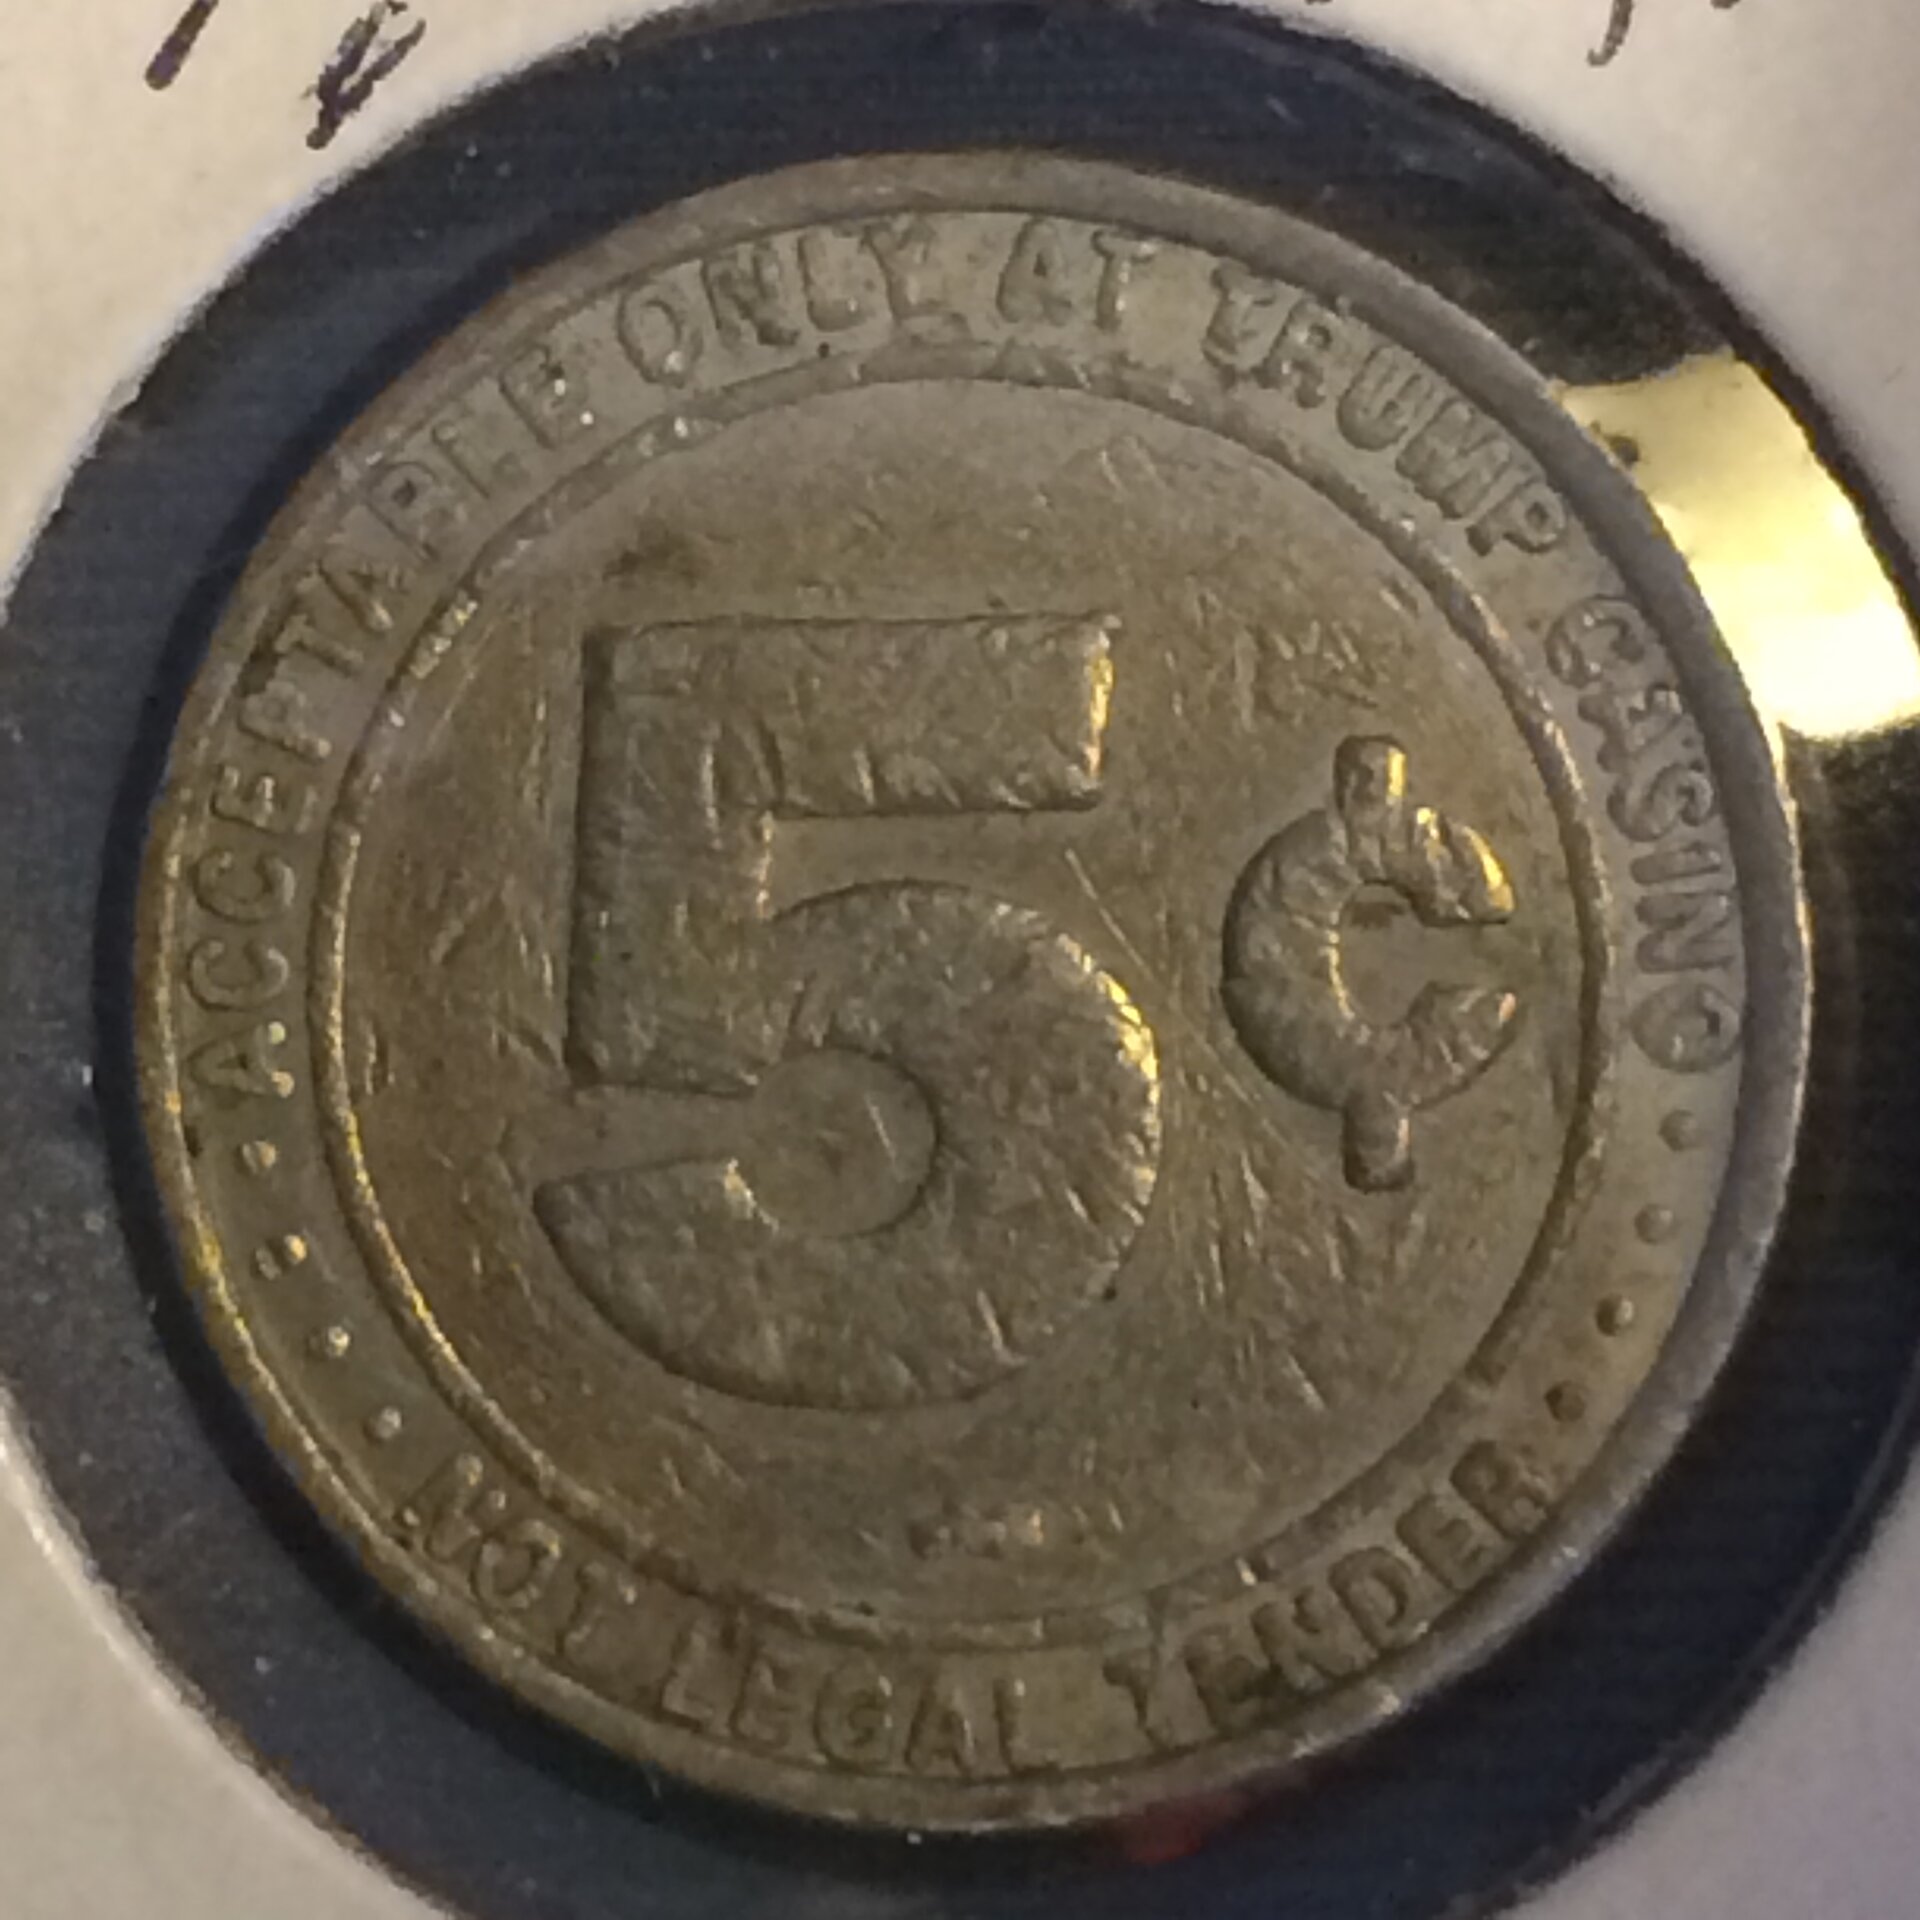 ACCEPTABLE ONLY AT TRUMP CASINO
5¢
NOT LEGAL TENDER